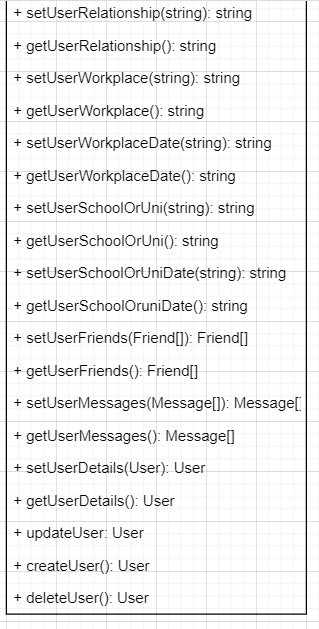 + setUserRelationship(string): string
+ getUserRelationship(): string
+ setUserWorkplace(string): string
+ getUserWorkplace(): string
+ setUserWorkplaceDate(string): string
+ getUserWorkplaceDate(): string
+ setUserSchoolOrUni(string): string
+ getUserSchoolOrUni(): string
+ setUserSchoolOrUniDate(string): string
+ getUserSchoolOruniDate(): string
+ setUserFriends(Friend[]): Friend[]
+ getUserFriends(): Friend[]
+ setUserMessages(Message[]): Message[
+ getUserMessages(): Message[]
+ setUserDetails(User): User
+ getUserDetails(): User
+ updateUser: User
+ createUser(): User
+ deleteUser(): User